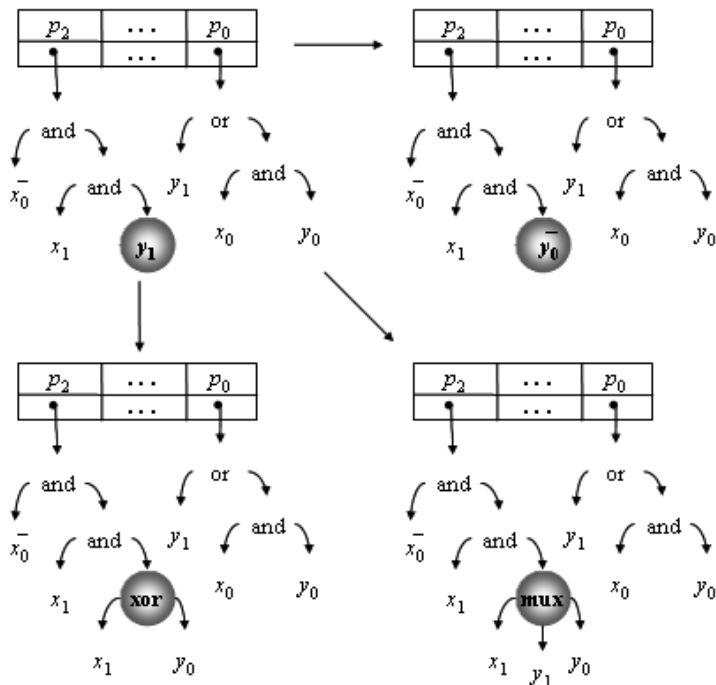 p₂ ... p₀
...
and
or
x̄₀
and
y₁
and
x₁
y₁
x₀
y₀
p₂ ... p₀
...
and
or
x̄₀
and
y₁
and
x₁
ȳ₀
x₀
y₀
p₂ ... p₀
...
and
or
x̄₀
and
y₁
and
x₁
xor
x₀
y₀
x₁
y₀
p₂ ... p₀
...
and
or
x̄₀
and
y₁
and
x₁
mux
x₀
y₀
x₁
y₁
y₀